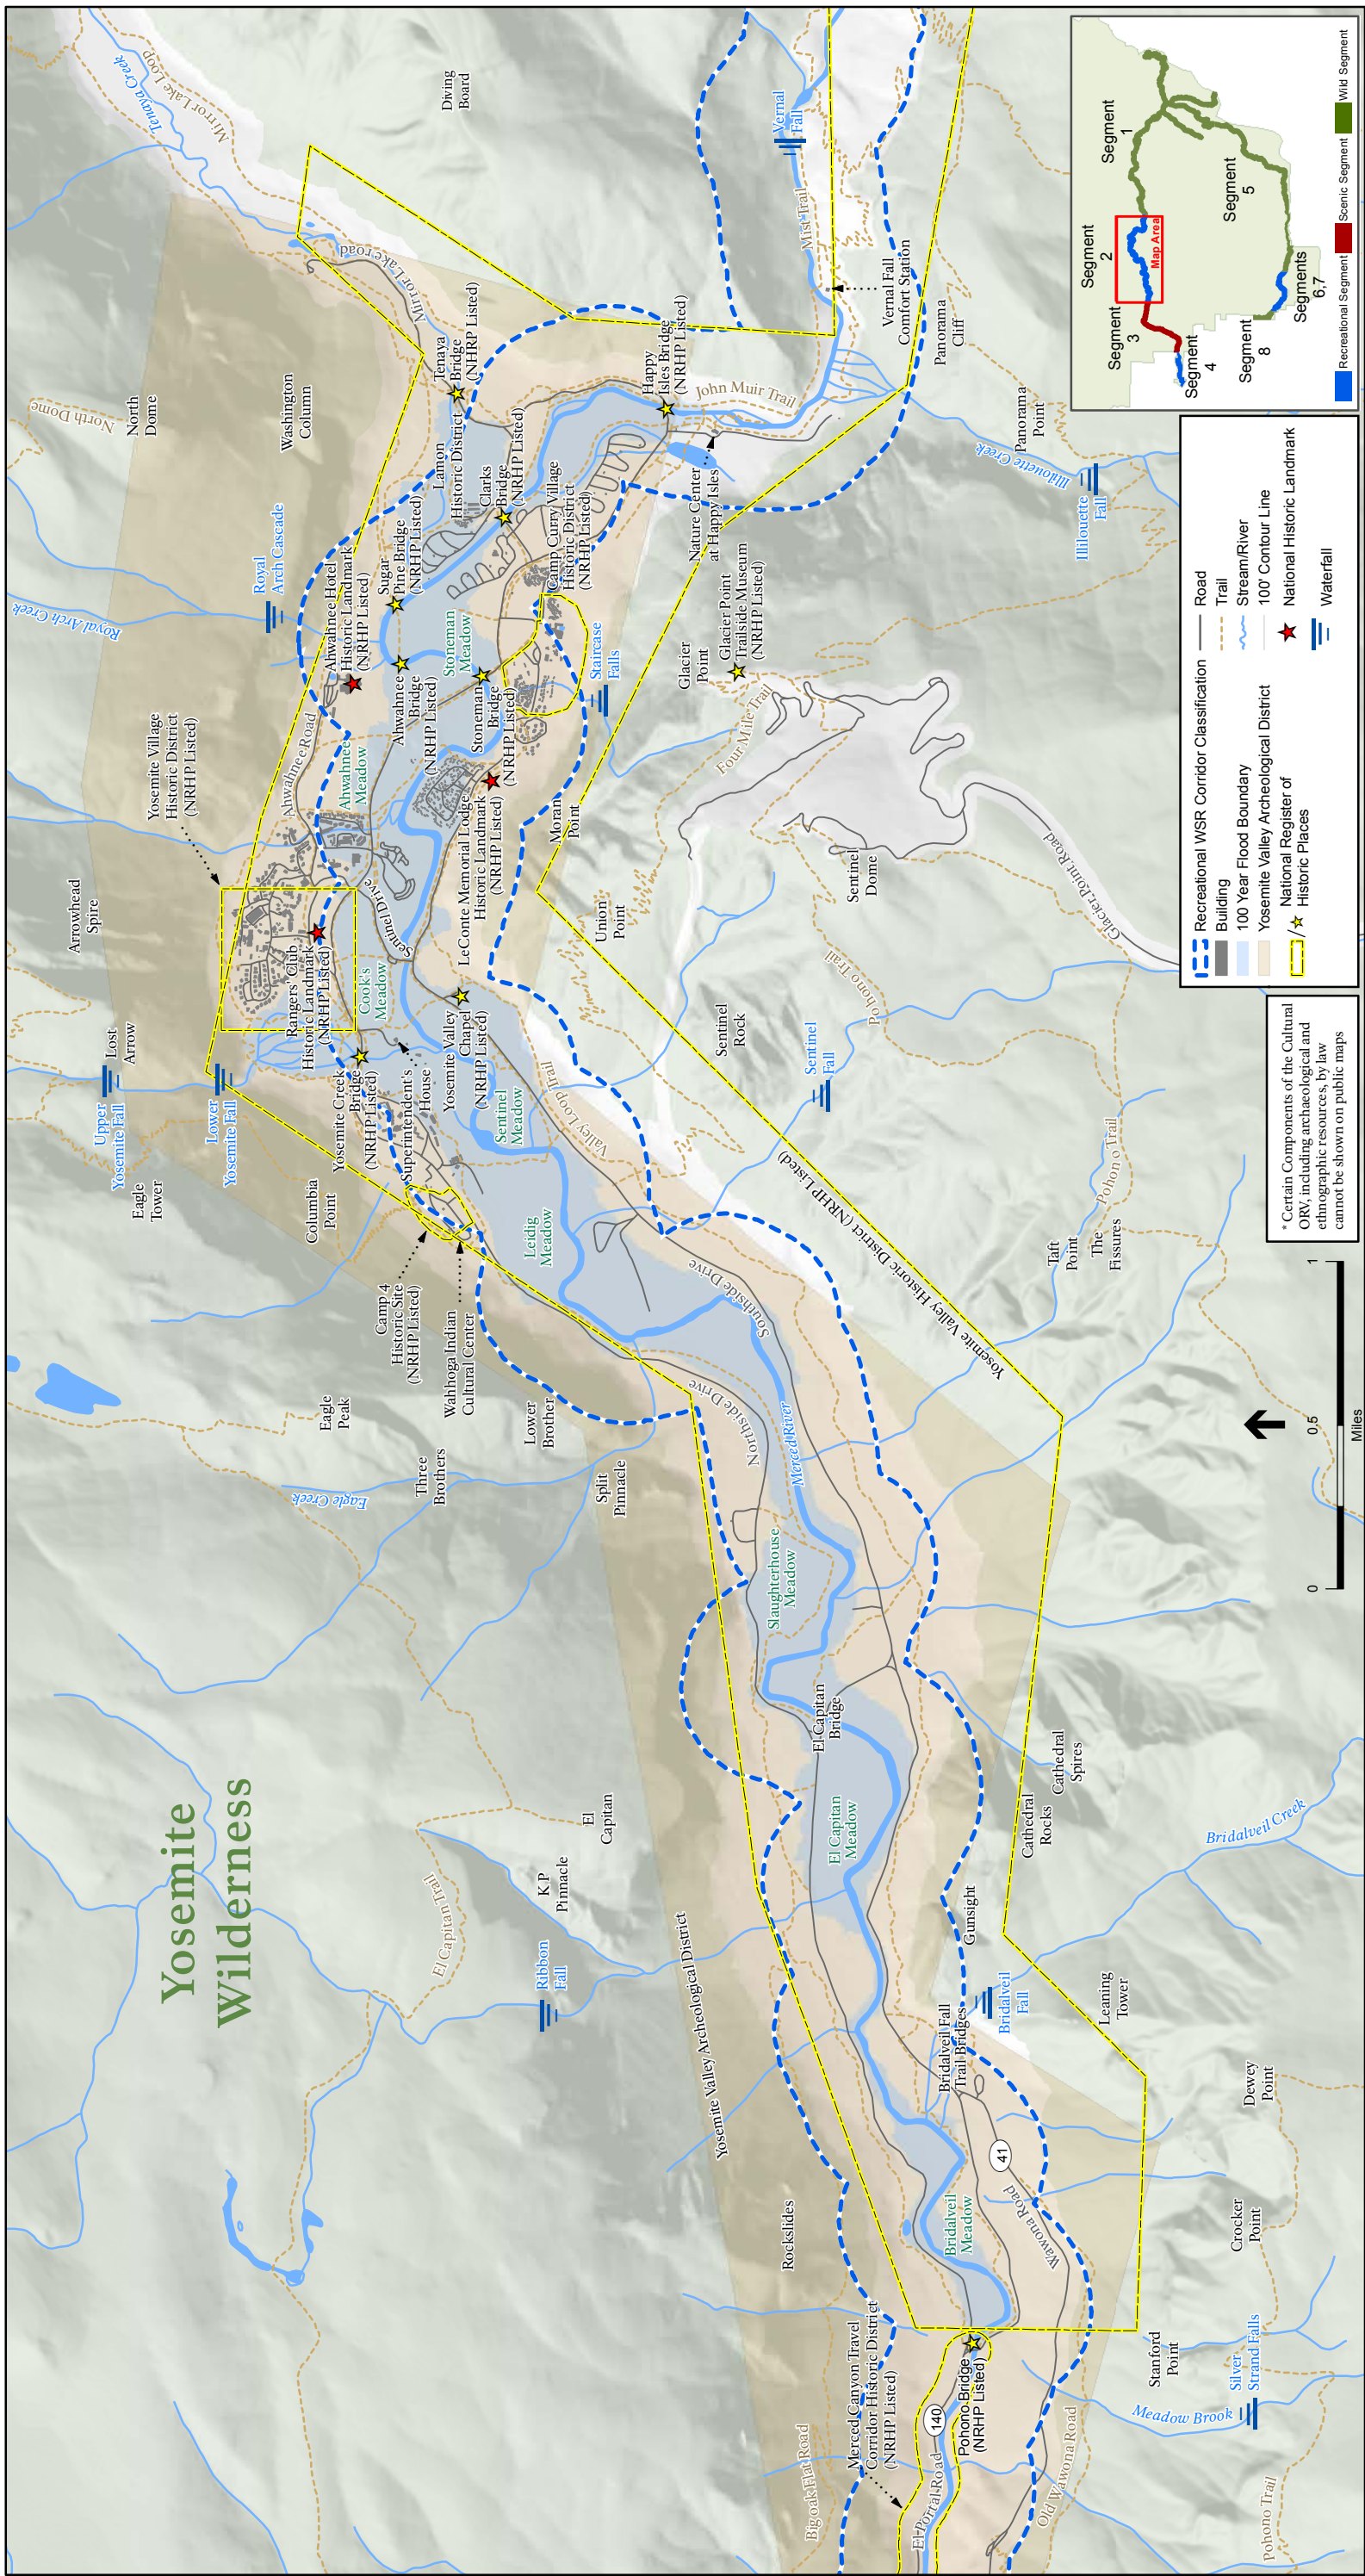 Yosemite
Wilderness
Upper
Yosemite Fall
Lost
Arrow
Arrowhead
Spire
North Dome
North
Dome
Tenaya Creek
Mirror Lake Loop
Royal Arch Creek
Diving
Board
Eagle
Tower
Lower
Yosemite Fall
Yosemite Village
Historic District
(NRHP Listed)
Royal
Arch Cascade
Washington
Column
Mirror Lake road
Eagle Creek
Eagle
Peak
Columbia
Point
Rangers' Club
Historic Landmark
(NRHP Listed)
Ahwahnee Road
Ahwahnee Hotel
Historic Landmark
(NRHP Listed)
Yosemite Creek
Bridge
(NRHP Listed)
Cook's
Meadow
Ahwahnee
Meadow
Sugar
Pine Bridge
(NRHP Listed)
Tenaya
Bridge
(NHRP Listed)
Lamon
Historic District
Camp 4
Historic Site
(NRHP Listed)
Superintendent's
House
Sentinel Drive
Ahwahnee
Bridge
(NRHP Listed)
Stoneman
Meadow
Clarks
Bridge
(NRHP Listed)
Three
Brothers
Wahhoga Indian
Cultural Center
Yosemite Valley
Chapel
(NRHP Listed)
LeConte Memorial Lodge
Historic Landmark
(NRHP Listed)
Stoneman
Bridge
(NRHP Listed)
El Capitan Trail
Lower
Brother
Leidig
Meadow
Sentinel
Meadow
Valley Loop Trail
Moran
Point
Camp Curry Village
Historic District
(NRHP Listed)
Ribbon
Fall
K.P
Pinnacle
El
Capitan
Split
Pinnacle
Union
Point
Staircase
Falls
Happy
Isles Bridge
(NRHP Listed)
Vernal
Fall
Mist Trail
John Muir Trail
Yosemite Valley Archeological District
Northside Drive
Southside Drive
Sentinel
Rock
Four Mile Trail
Glacier
Point
Glacier Point
Trailside Museum
(NRHP Listed)
Nature Center
at Happy Isles
Rockslides
Slaughterhouse
Meadow
Merced River
Yosemite Valley Historic District (NRHP Listed)
Sentinel
Fall
Pohono Trail
Sentinel
Dome
Vernal Fall
Comfort Station
Panorama
Cliff
Big oak Flat Road
Merced Canyon Travel
Corridor Historic District
(NRHP Listed)
El Capitan
Meadow
El Capitan
Bridge
El Portal Road
140
Pohono Bridge
(NRHP Listed)
Bridalveil
Meadow
Bridalveil Fall
Trail Bridges
Gunsight
Bridalveil
Fall
41
Wawona Road
Old Wawona Road
Cathedral
Rocks
Cathedral
Spires
Taft
Point
The
Fissures
Pohono Trail
Glacier Point Road
Panorama
Point
Illilouette Creek
Illilouette
Fall
Leaning
Tower
Stanford
Point
Meadow Brook
Silver
Strand Falls
Crocker
Point
Dewey
Point
Bridalveil Creek
Pohono Trail
0
0.5
1
Miles
* Certain Components of the Cultural
ORV, including archaeological and
ethnographic resources, by law
cannot be shown on public maps
Recreational WSR Corridor Classification
Building
100 Year Flood Boundary
Yosemite Valley Archeological District
National Register of
Historic Places
/
Road
Trail
Stream/River
100' Contour Line
National Historic Landmark
Waterfall
Segment
1
Segment
2
Map Area
Segment
3
Segment
4
Segment
5
Segments
6,7
Segment
8
Recreational Segment
Scenic Segment
Wild Segment